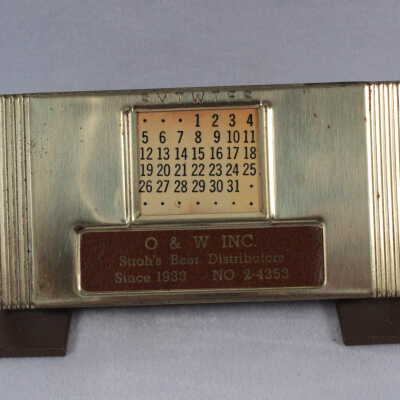 S M T W T F S
• • • 1 2 3 4
5 6 7 8 9 10 11
12 13 14 15 16 17 18
19 20 21 22 23 24 25
26 27 28 29 30 31 •
O & W INC.
Stroh's Beer Distributors
Since 1933 NO 2-4353